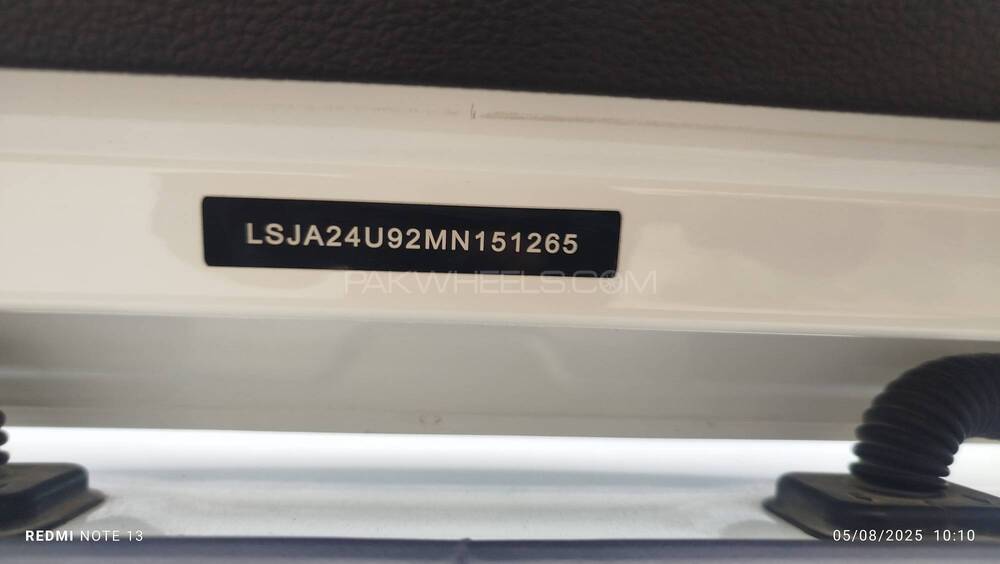 LSJA24U92MN151265
PAKWHEELS.COM
REDMI NOTE 13
05/08/2025 10:10